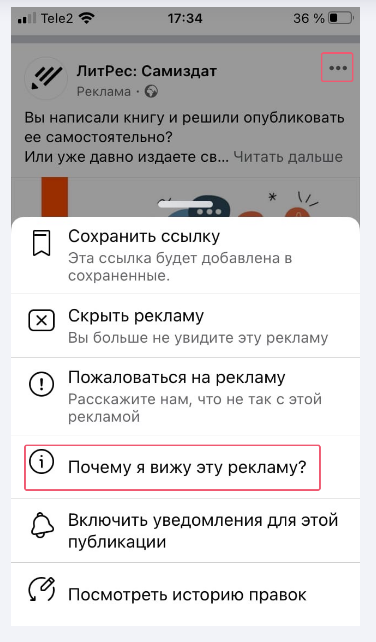 Tele2 17:34 36 %
ЛитРес: Самиздат
Реклама ·
Вы написали книгу и решили опубликовать
ее самостоятельно?
Или уже давно издаете св... Читать дальше
Сохранить ссылку
Эта ссылка будет добавлена в
сохраненные.
Скрыть рекламу
Вы больше не увидите эту рекламу
Пожаловаться на рекламу
Расскажите нам, что не так с этой
рекламой
Почему я вижу эту рекламу?
Включить уведомления для этой
публикации
Посмотреть историю правок